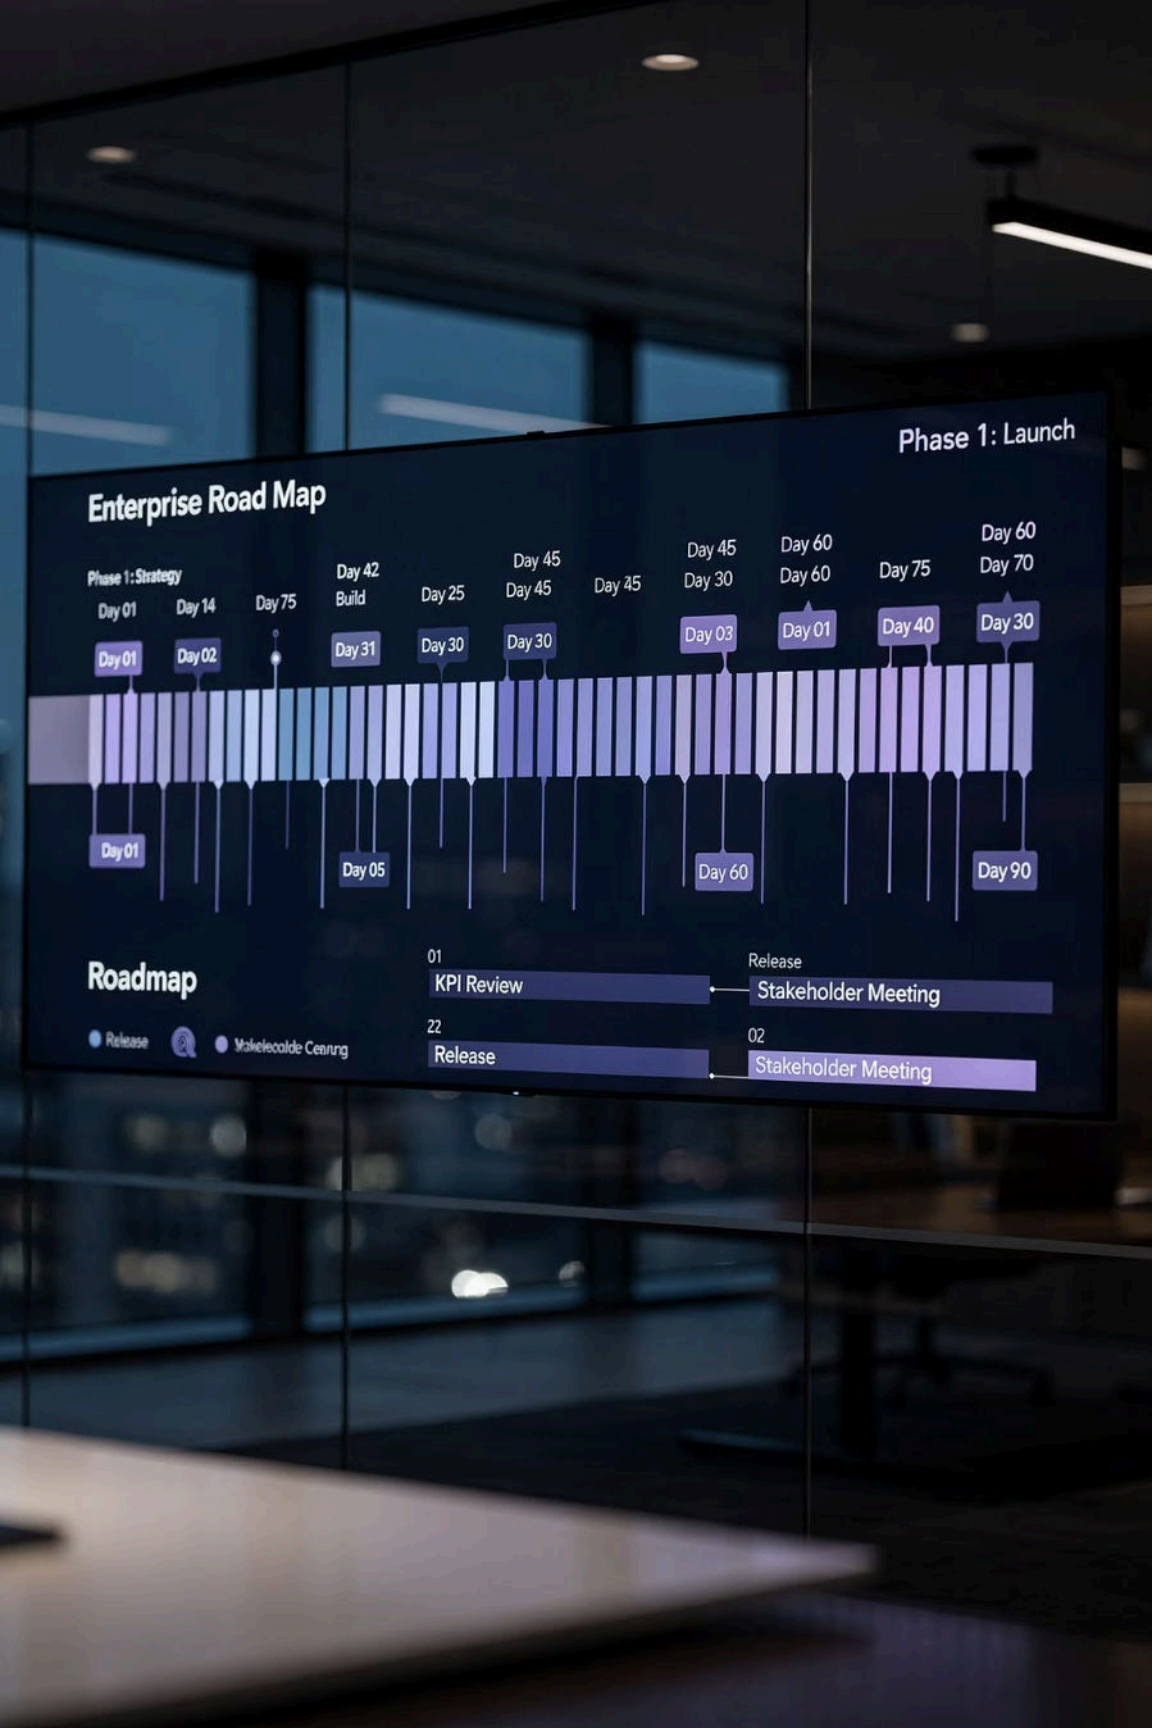 Phase 1: Launch
Enterprise Road Map
Phase 1: Strategy
Day 01
Day 14
Day 75
Day 42
Build
Day 25
Day 45
Day 45
Day 45
Day 45
Day 30
Day 60
Day 60
Day 75
Day 60
Day 70
Day 01
Day 02
Day 31
Day 30
Day 30
Day 03
Day 01
Day 40
Day 30
Day 01
Day 05
Day 60
Day 90
Roadmap
Release
01
KPI Review
Release
Stakeholder Meeting
22
Release
02
Stakeholder Meeting